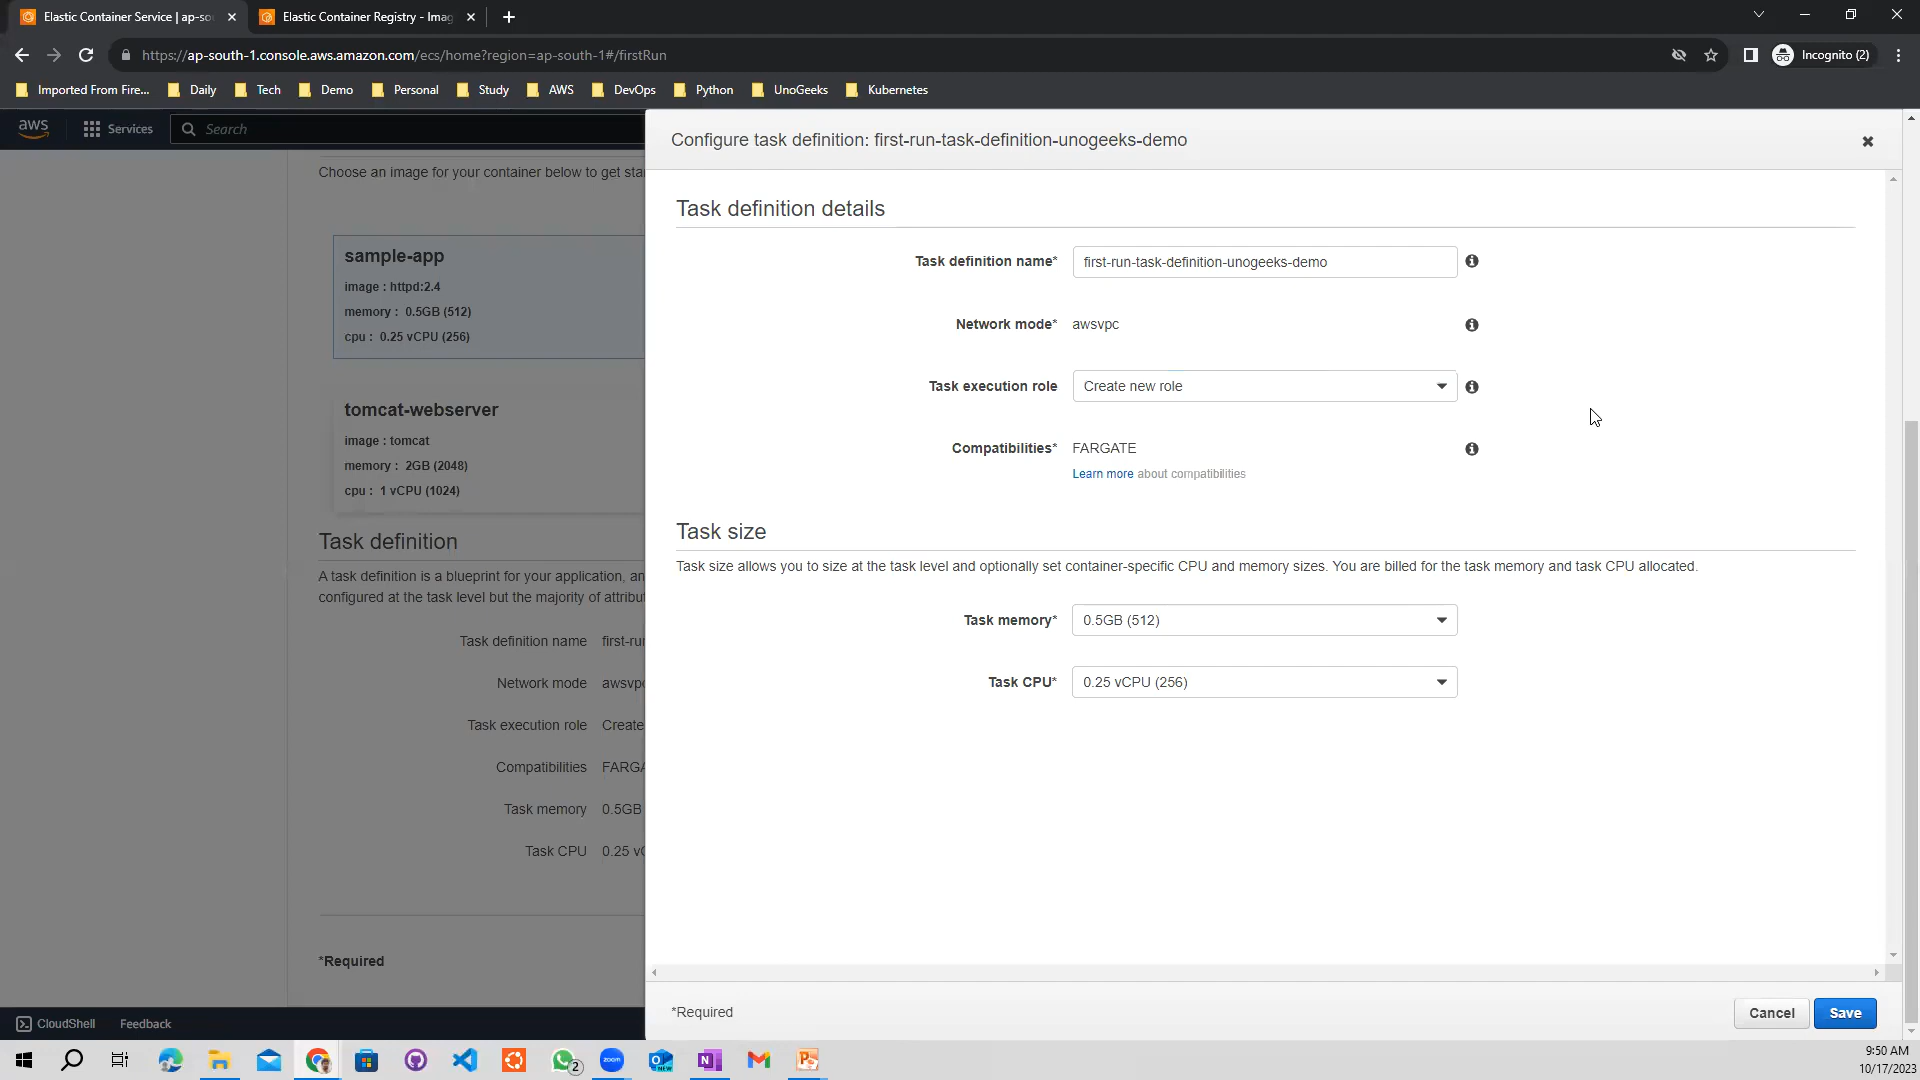 Elastic Container Service | ap-so
Elastic Container Registry - Imag
https://ap-south-1.console.aws.amazon.com/ecs/home?region=ap-south-1#/firstRun
Incognito (2)
Imported From Fire...
Daily
Tech
Demo
Personal
Study
AWS
DevOps
Python
UnoGeeks
Kubernetes
aws
Services
Search
Choose an image for your container below to get sta
sample-app
image : httpd:2.4
memory : 0.5GB (512)
cpu : 0.25 vCPU (256)
tomcat-webserver
image : tomcat
memory : 2GB (2048)
cpu : 1 vCPU (1024)
Task definition
A task definition is a blueprint for your application, an
configured at the task level but the majority of attribut
Task definition name first-ru
Network mode awsvp
Task execution role Create
Compatibilities FARGA
Task memory 0.5GB
Task CPU 0.25 v
*Required
Configure task definition: first-run-task-definition-unogeeks-demo
Task definition details
Task definition name* first-run-task-definition-unogeeks-demo
Network mode* awsvpc
Task execution role Create new role
Compatibilities* FARGATE
Learn more about compatibilities
Task size
Task size allows you to size at the task level and optionally set container-specific CPU and memory sizes. You are billed for the task memory and task CPU allocated.
Task memory* 0.5GB (512)
Task CPU* 0.25 vCPU (256)
*Required
Cancel
Save
CloudShell
Feedback
2
zoom
NEW
9:50 AM
10/17/2023